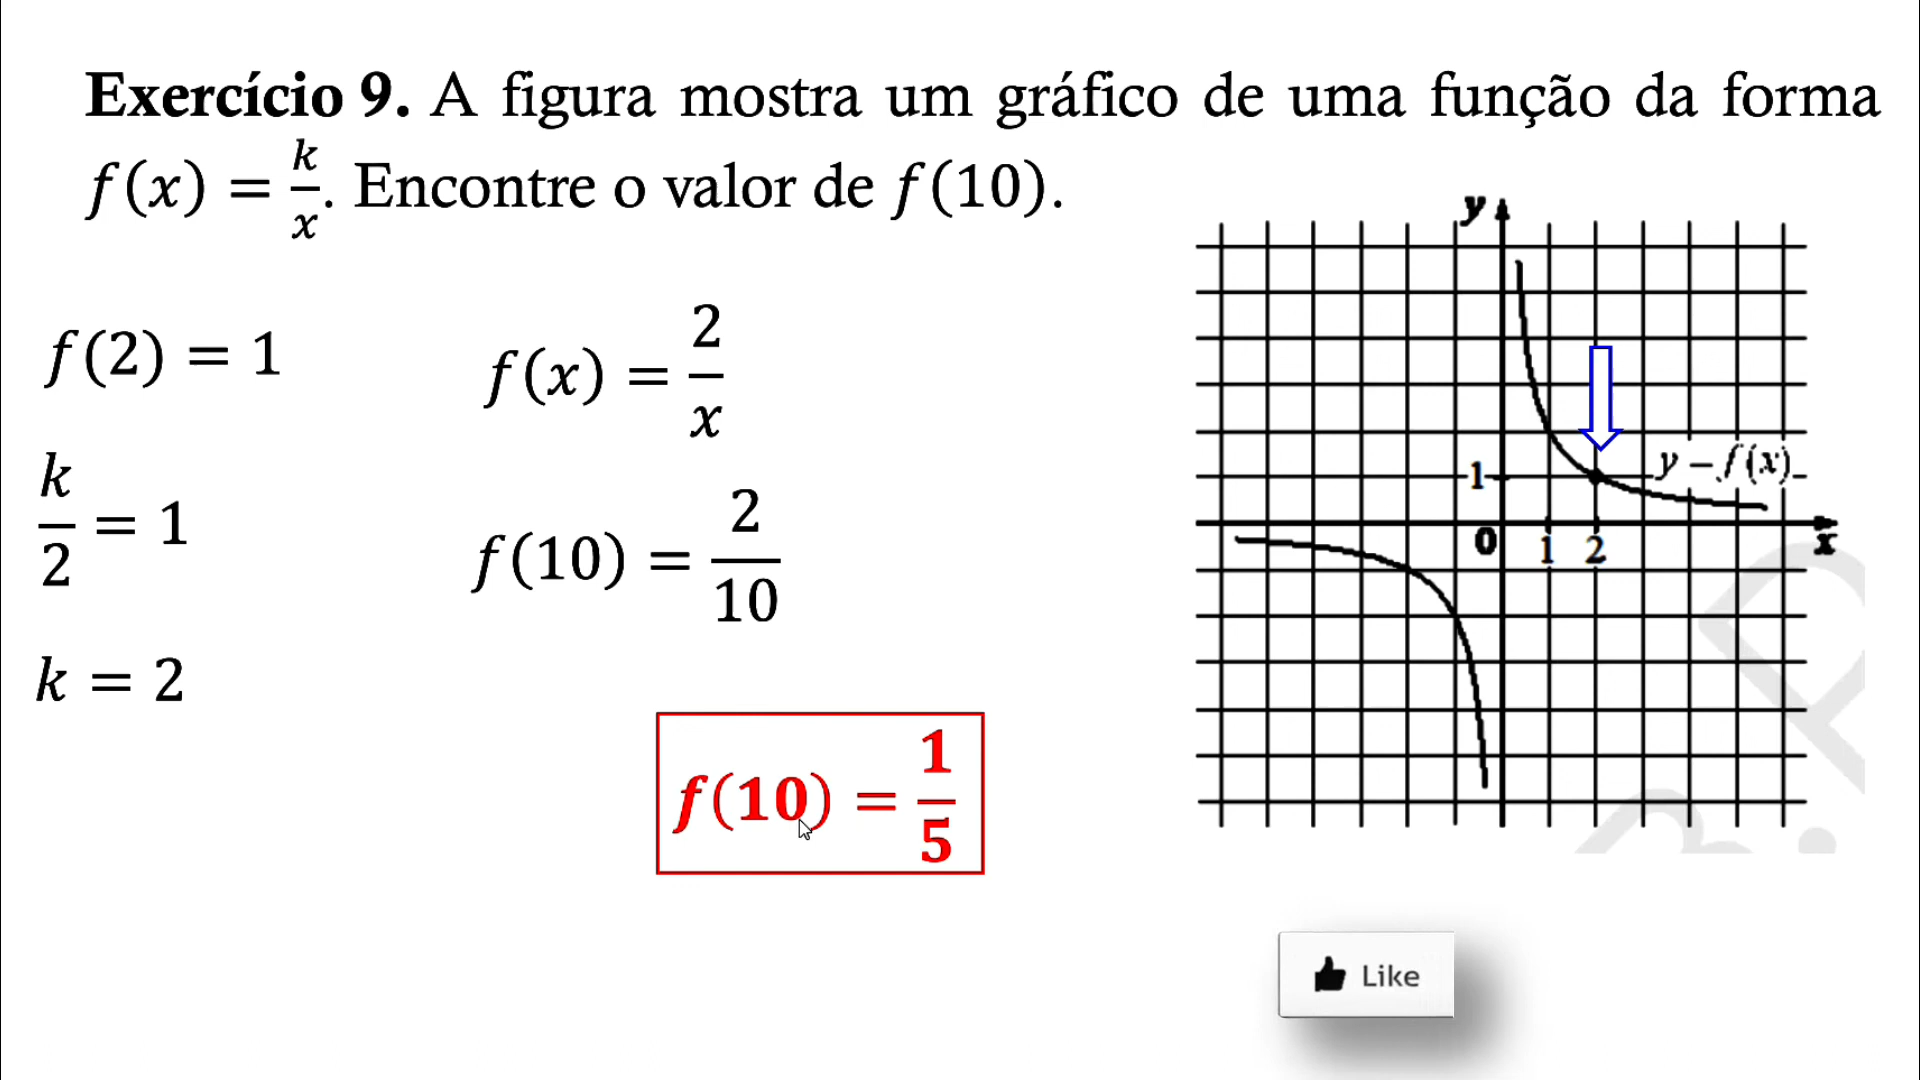 Exercício 9. A figura mostra um gráfico de uma função da forma
f(x) = k/x. Encontre o valor de f(10).
f(2) = 1
k/2 = 1
k = 2
f(x) = 2/x
f(10) = 2/10
f(10) = 1/5
y
y – f(x)
1
0 1 2 x
Like